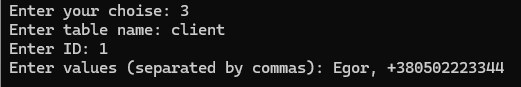 Enter your choise: 3
Enter table name: client
Enter ID: 1
Enter values (separated by commas): Egor, +380502223344